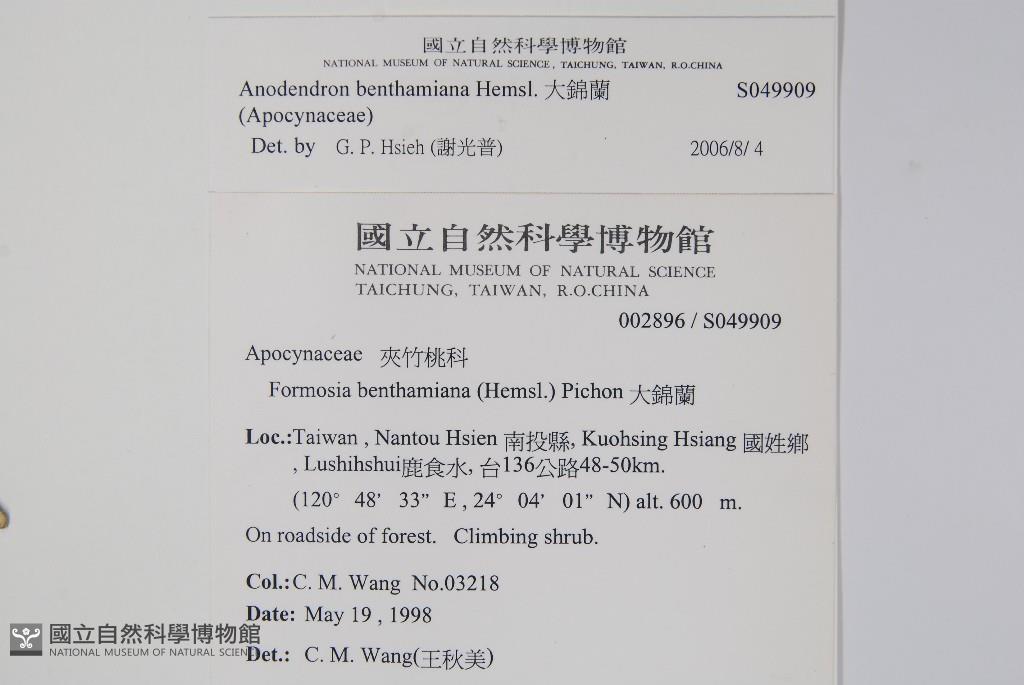 國立自然科學博物館
NATIONAL MUSEUM OF NATURAL SCIENCE, TAICHUNG, TAIWAN, R.O.CHINA
Anodendron benthamiana Hemsl. 大錦蘭 S049909
(Apocynaceae)
Det. by G. P. Hsieh (謝光普) 2006/8/ 4
國立自然科學博物館
NATIONAL MUSEUM OF NATURAL SCIENCE
TAICHUNG, TAIWAN, R.O.CHINA
002896 / S049909
Apocynaceae 夾竹桃科
Formosia benthamiana (Hemsl.) Pichon 大錦蘭
Loc.:Taiwan , Nantou Hsien 南投縣, Kuohsing Hsiang 國姓鄉
, Lushihshui鹿食水, 台136公路48-50km.
(120° 48’ 33” E , 24° 04’ 01” N) alt. 600 m.
On roadside of forest. Climbing shrub.
Col.:C. M. Wang No.03218
Date: May 19 , 1998
Det.: C. M. Wang(王秋美)
國立自然科學博物館
NATIONAL MUSEUM OF NATURAL SCIENCE